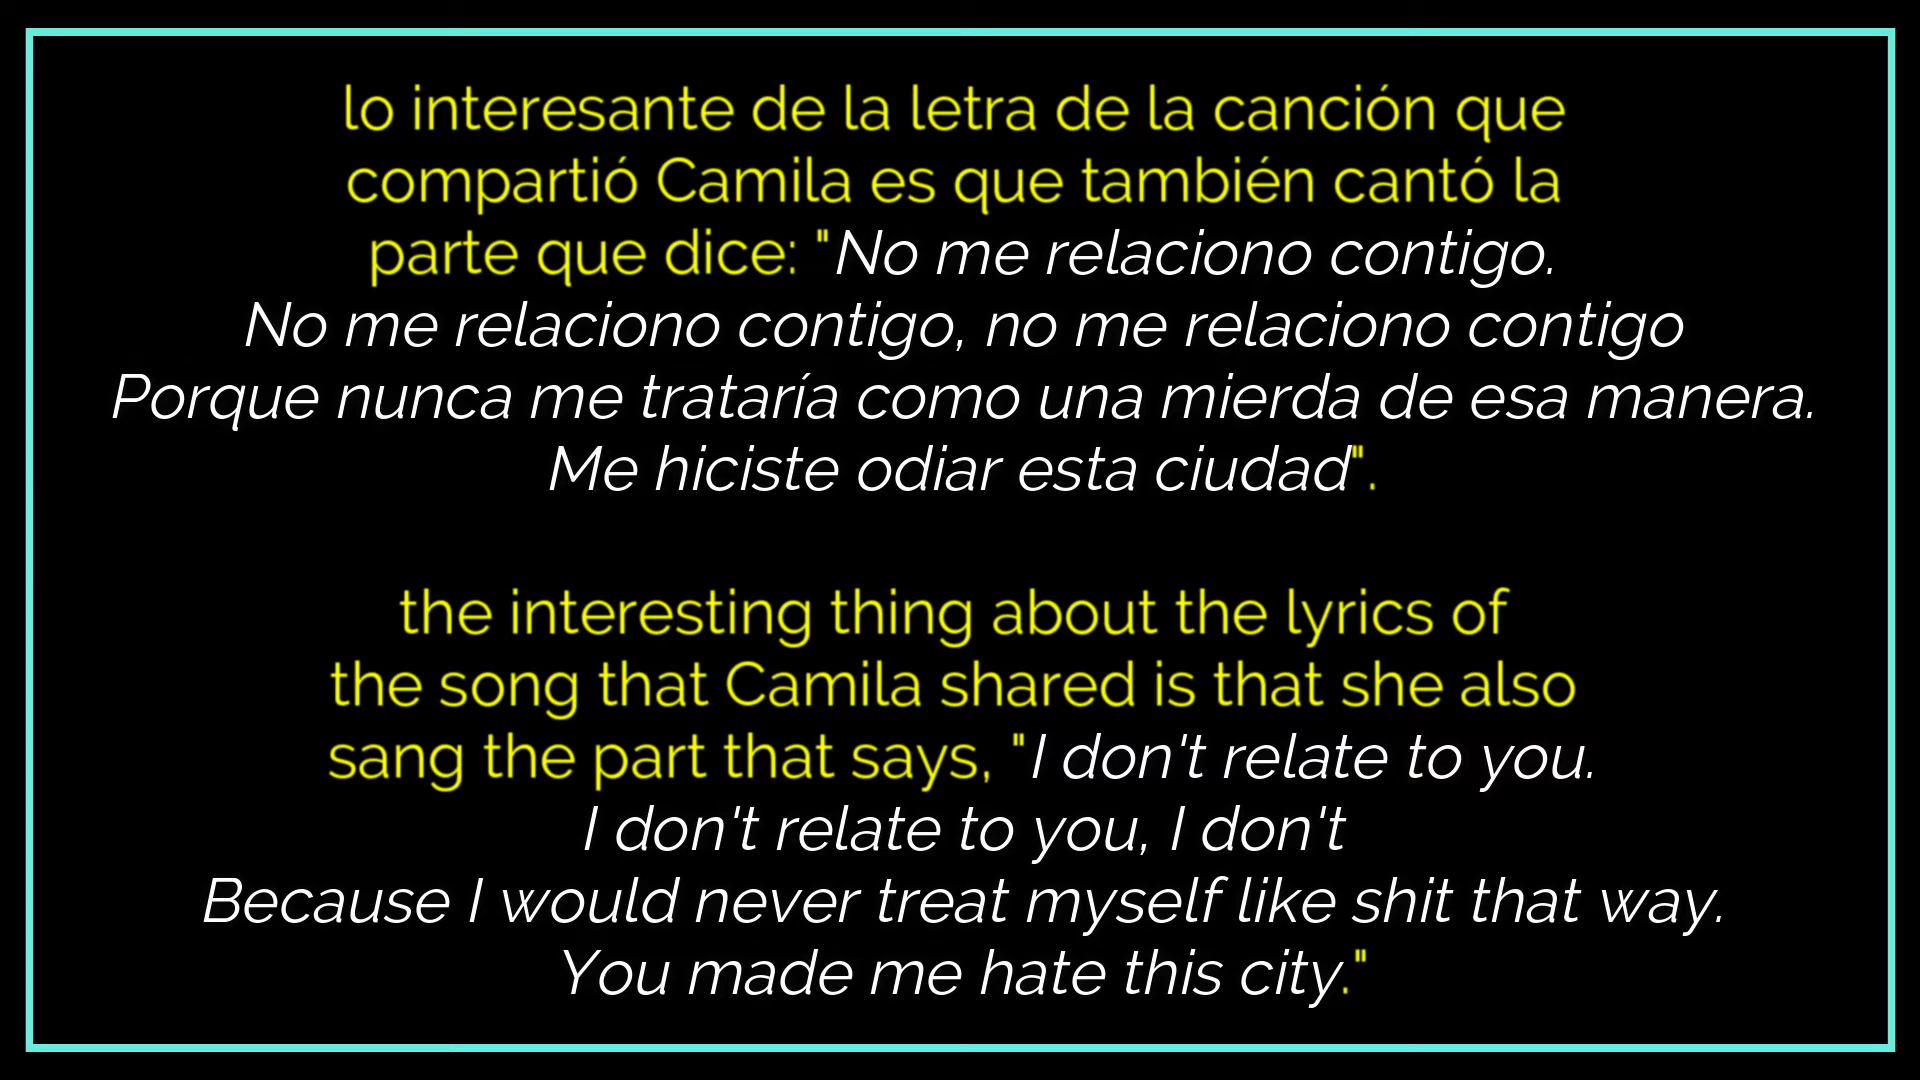 lo interesante de la letra de la canción que
compartió Camila es que también cantó la
parte que dice: "No me relaciono contigo.
No me relaciono contigo, no me relaciono contigo
Porque nunca me trataría como una mierda de esa manera.
Me hiciste odiar esta ciudad".
the interesting thing about the lyrics of
the song that Camila shared is that she also
sang the part that says, "I don't relate to you.
I don't relate to you, I don't
Because I would never treat myself like shit that way.
You made me hate this city."